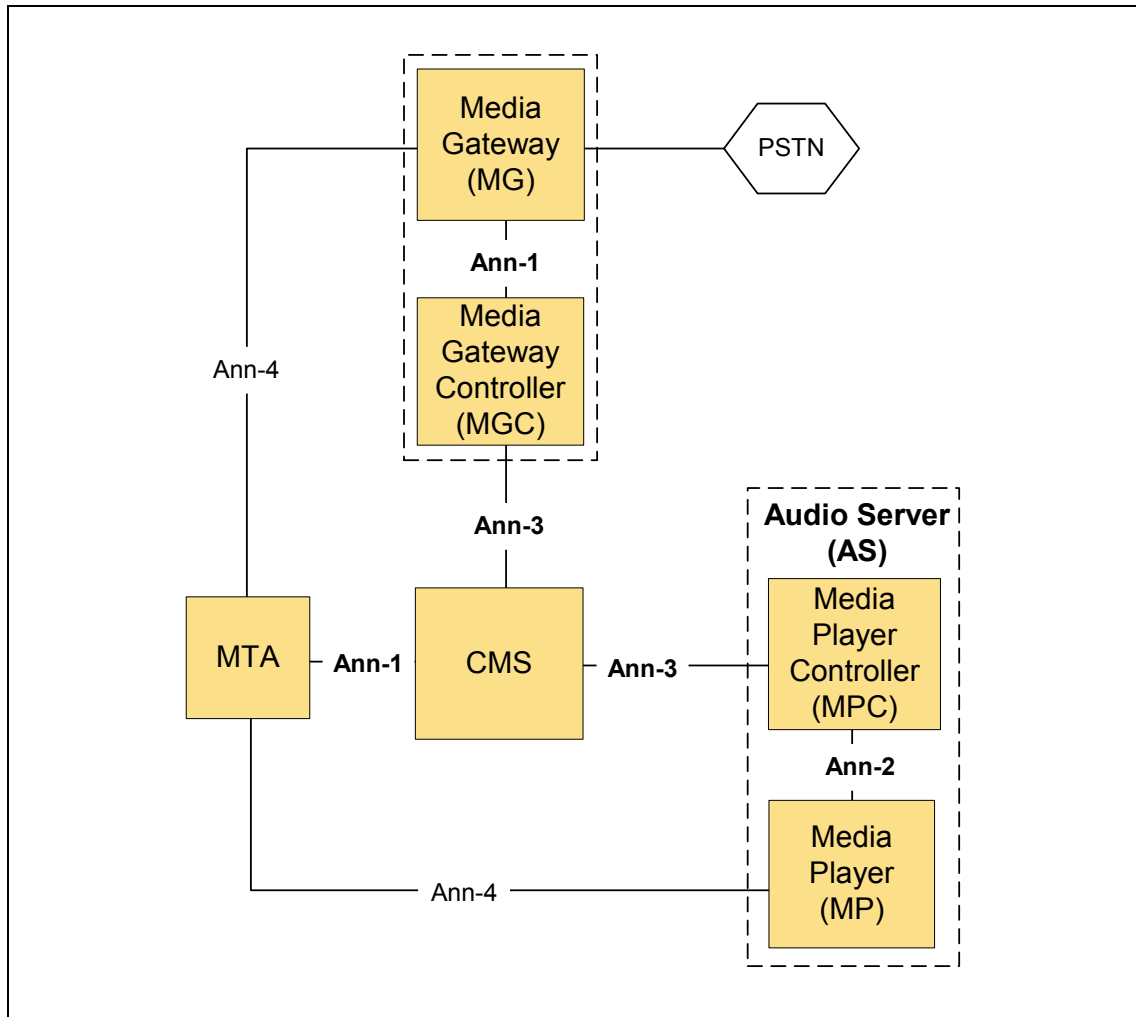 Media
Gateway
(MG)
PSTN
Ann-1
Media
Gateway
Controller
(MGC)
Ann-4
Ann-3
Audio Server
(AS)
Media
Player
Controller
(MPC)
MTA
Ann-1
CMS
Ann-3
Ann-2
Media
Player
(MP)
Ann-4